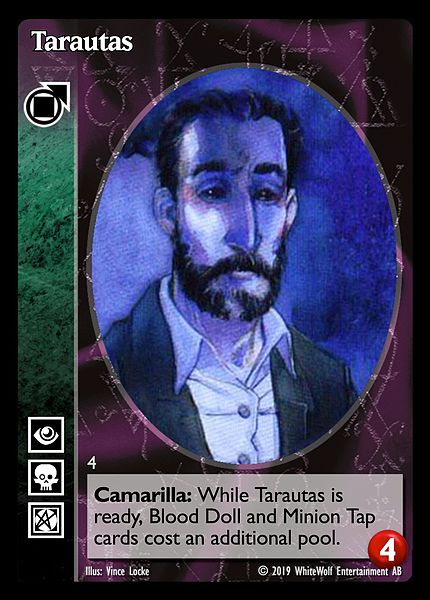 Tarautas
4
Camarilla: While Tarautas is
ready, Blood Doll and Minion Tap
cards cost an additional pool.
4
Illus: Vince Locke
© 2019 WhiteWolf Entertainment AB